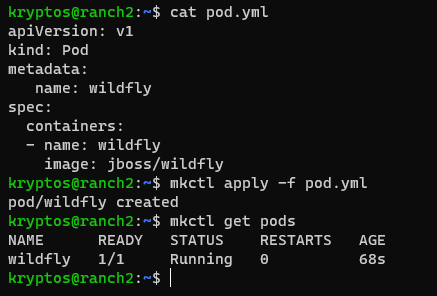 kryptos@ranch2:~$ cat pod.yml
apiVersion: v1
kind: Pod
metadata:
   name: wildfly
spec:
  containers:
  - name: wildfly
    image: jboss/wildfly
kryptos@ranch2:~$ mkctl apply -f pod.yml
pod/wildfly created
kryptos@ranch2:~$ mkctl get pods
NAME      READY   STATUS    RESTARTS   AGE
wildfly   1/1     Running   0          68s
kryptos@ranch2:~$